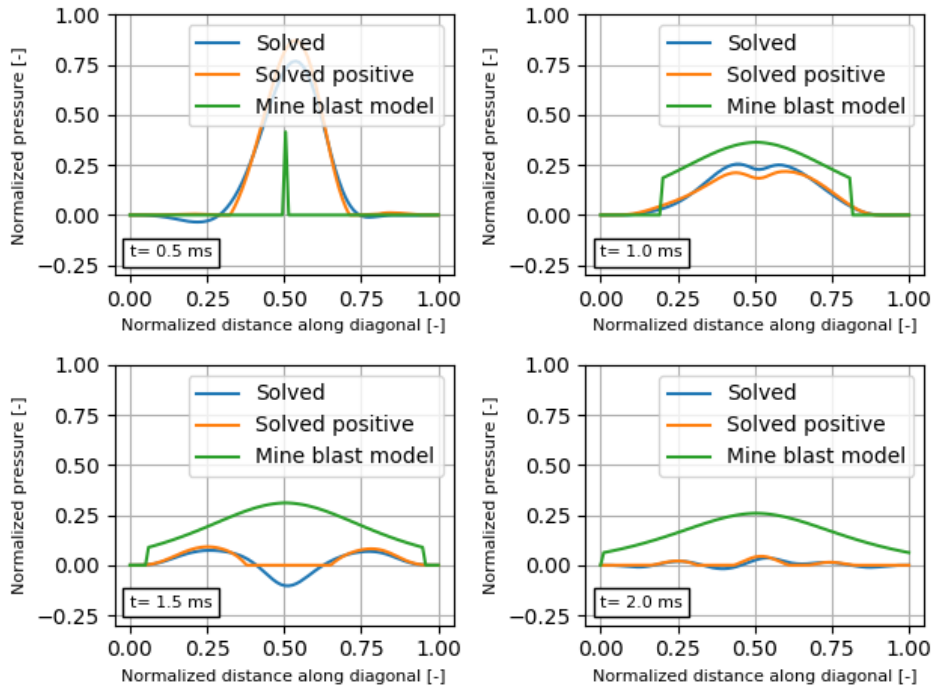 1.00
0.75
0.50
0.25
0.00
−0.25
Normalized pressure [-]
Solved
Solved positive
Mine blast model
t= 0.5 ms
0.00 0.25 0.50 0.75 1.00
Normalized distance along diagonal [-]
1.00
0.75
0.50
0.25
0.00
−0.25
Normalized pressure [-]
Solved
Solved positive
Mine blast model
t= 1.0 ms
0.00 0.25 0.50 0.75 1.00
Normalized distance along diagonal [-]
1.00
0.75
0.50
0.25
0.00
−0.25
Normalized pressure [-]
Solved
Solved positive
Mine blast model
t= 1.5 ms
0.00 0.25 0.50 0.75 1.00
Normalized distance along diagonal [-]
1.00
0.75
0.50
0.25
0.00
−0.25
Normalized pressure [-]
Solved
Solved positive
Mine blast model
t= 2.0 ms
0.00 0.25 0.50 0.75 1.00
Normalized distance along diagonal [-]